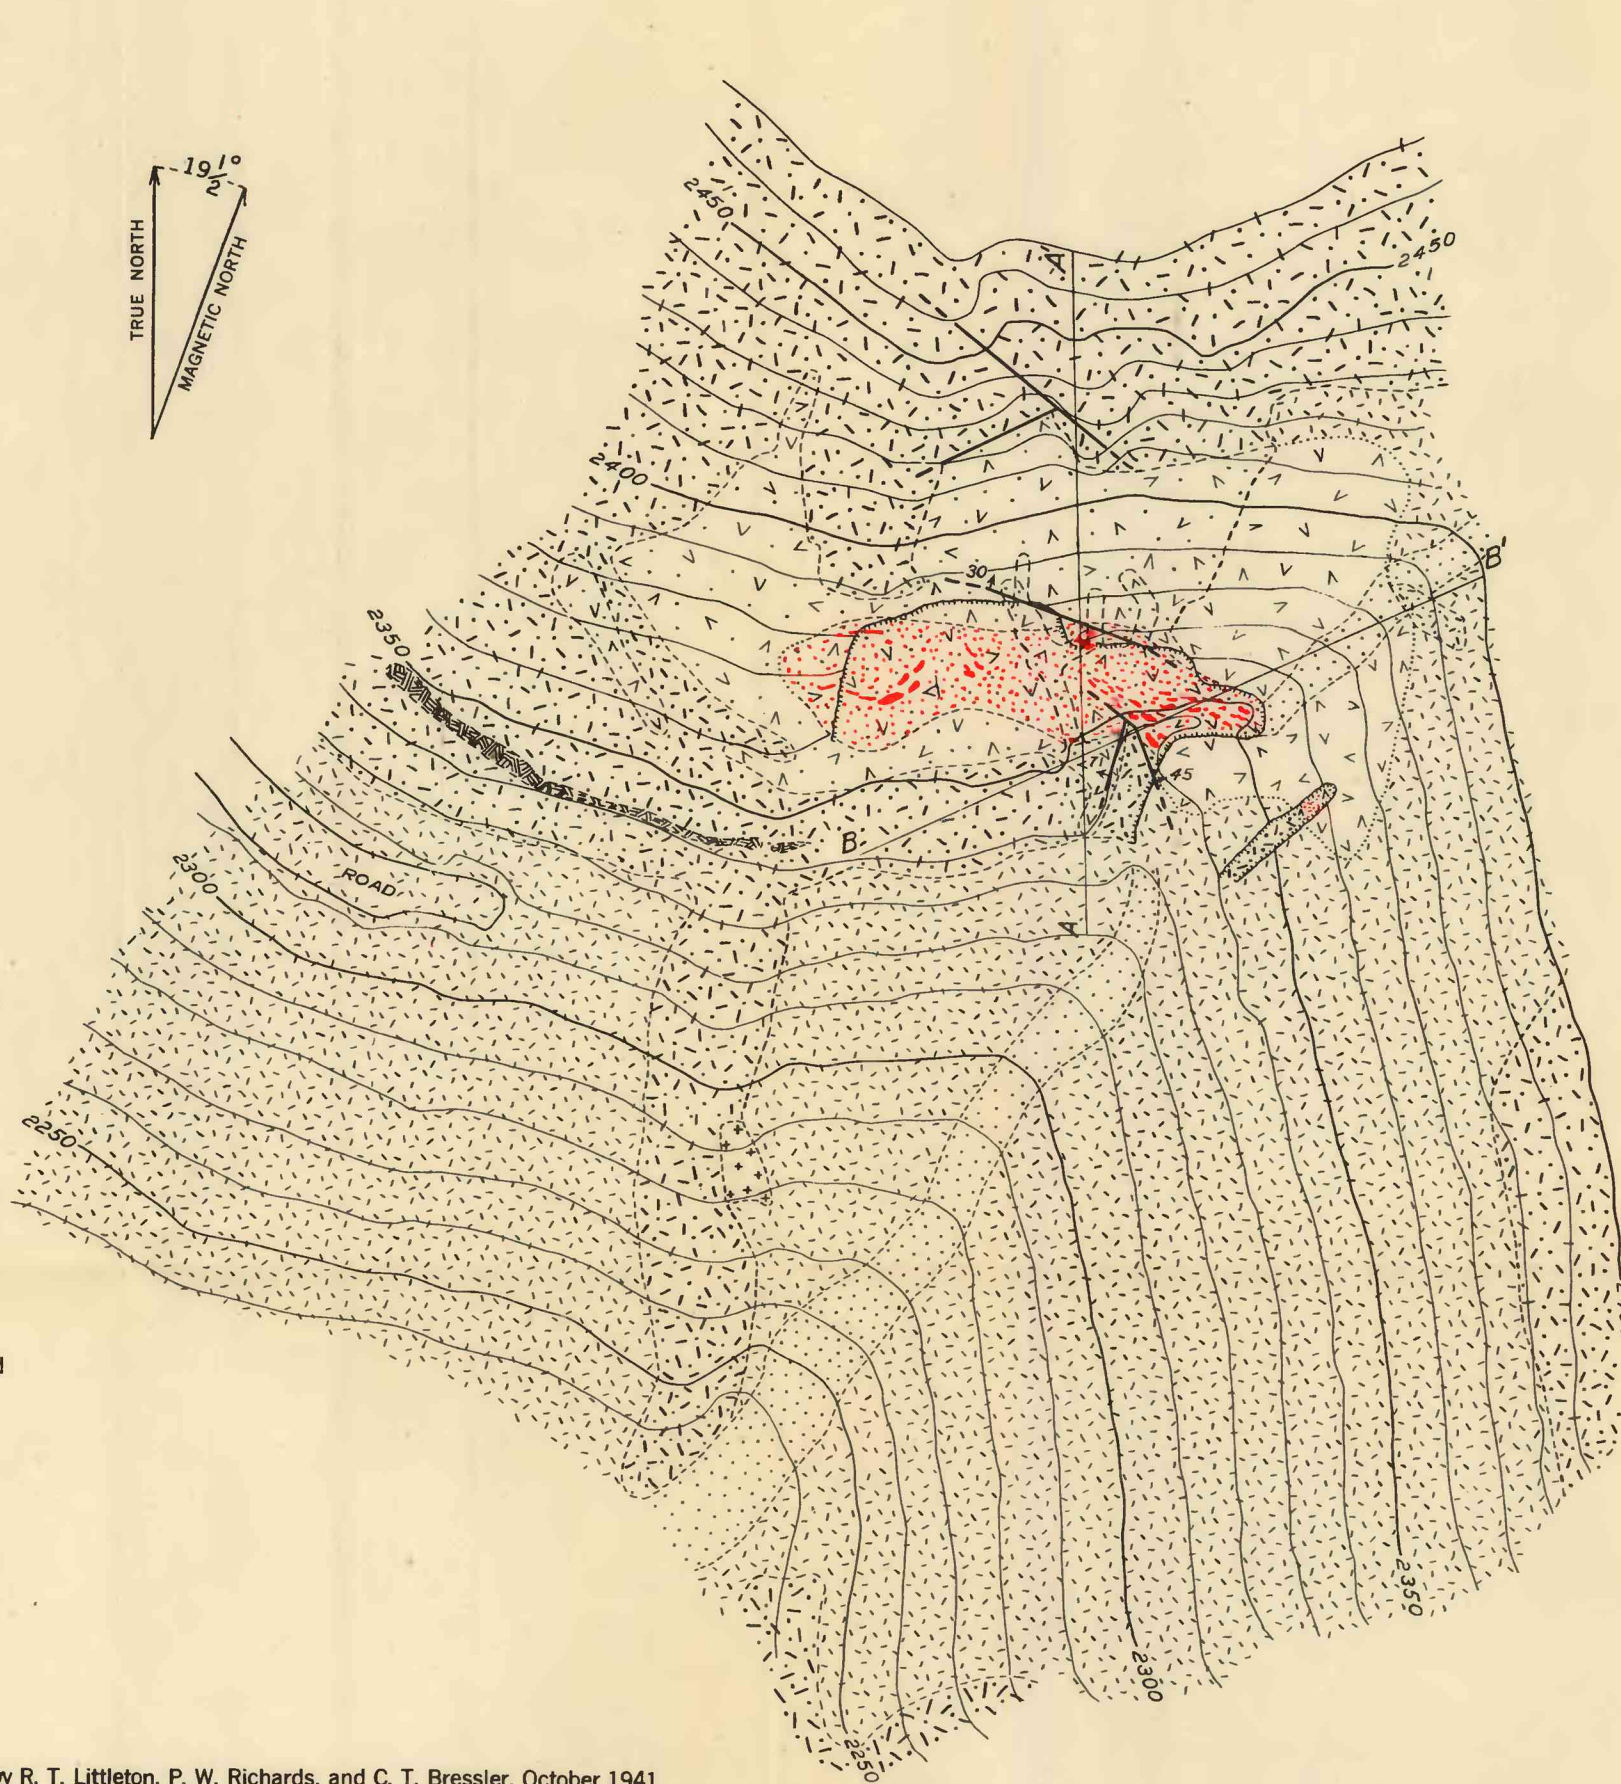 19 1/2°
TRUE NORTH
MAGNETIC NORTH
2450
A'
2450
2400
B'
30
2350
45
B
2300
ROAD
A
2250
2350
2300
2250
R. T. Littleton, P. W. Richards, and C. T. Bressler, October 1941